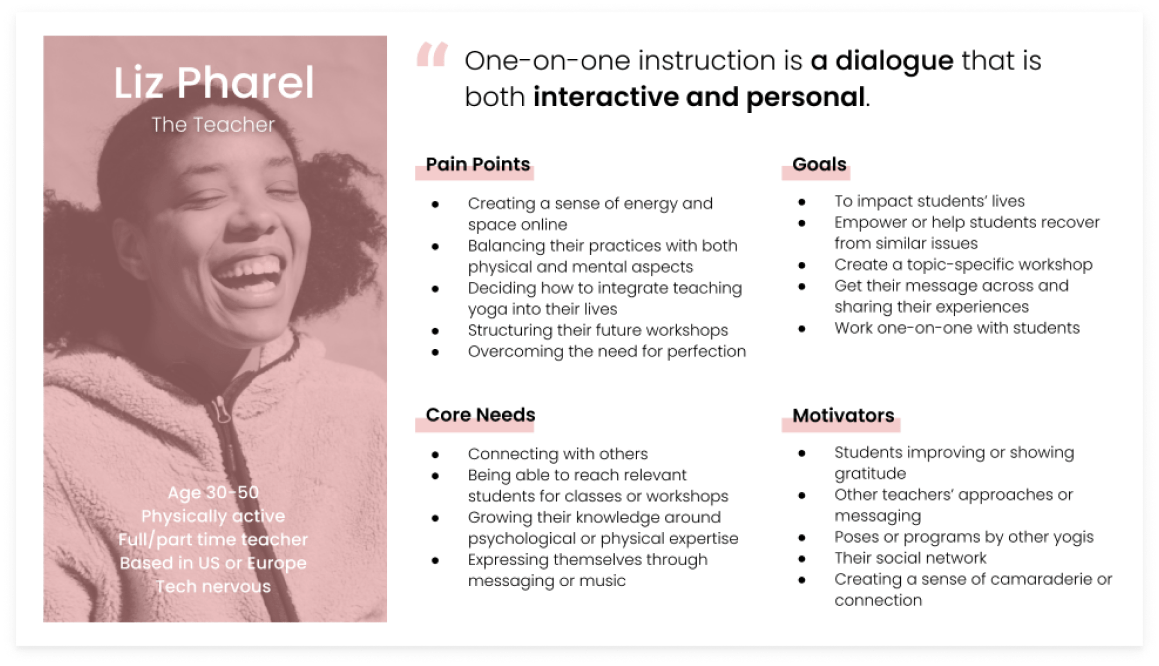 Liz Pharel
The Teacher
Age 30-50
Physically active
Full/part time teacher
Based in US or Europe
Tech nervous
“ One-on-one instruction is a dialogue that is
both interactive and personal.
Pain Points
● Creating a sense of energy and
space online
● Balancing their practices with both
physical and mental aspects
● Deciding how to integrate teaching
yoga into their lives
● Structuring their future workshops
● Overcoming the need for perfection
Goals
● To impact students’ lives
● Empower or help students recover
from similar issues
● Create a topic-specific workshop
● Get their message across and
sharing their experiences
● Work one-on-one with students
Core Needs
● Connecting with others
● Being able to reach relevant
students for classes or workshops
● Growing their knowledge around
psychological or physical expertise
● Expressing themselves through
messaging or music
Motivators
● Students improving or showing
gratitude
● Other teachers’ approaches or
messaging
● Poses or programs by other yogis
● Their social network
● Creating a sense of camaraderie or
connection